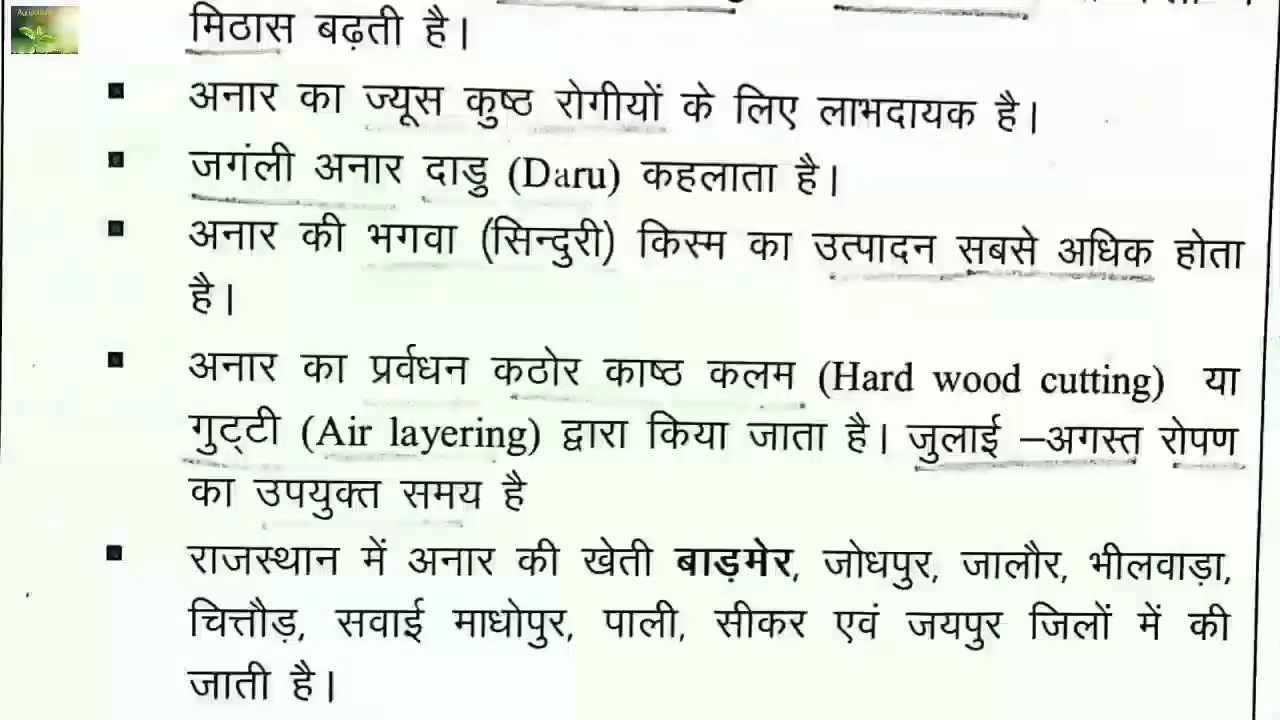 मिठास बढ़ती है।
▪ अनार का ज्यूस कुष्ठ रोगीयों के लिए लाभदायक है।
▪ जगंली अनार दाडु (Daru) कहलाता है।
▪ अनार की भगवा (सिन्दुरी) किस्म का उत्पादन सबसे अधिक होता
है।
▪ अनार का प्रर्वधन कठोर काष्ठ कलम (Hard wood cutting) या
गुट्टी (Air layering) द्वारा किया जाता है। जुलाई –अगस्त रोपण
का उपयुक्त समय है
▪ राजस्थान में अनार की खेती बाड़मेर, जोधपुर, जालौर, भीलवाड़ा,
चित्तौड़, सवाई माधोपुर, पाली, सीकर एवं जयपुर जिलों में की
जाती है।